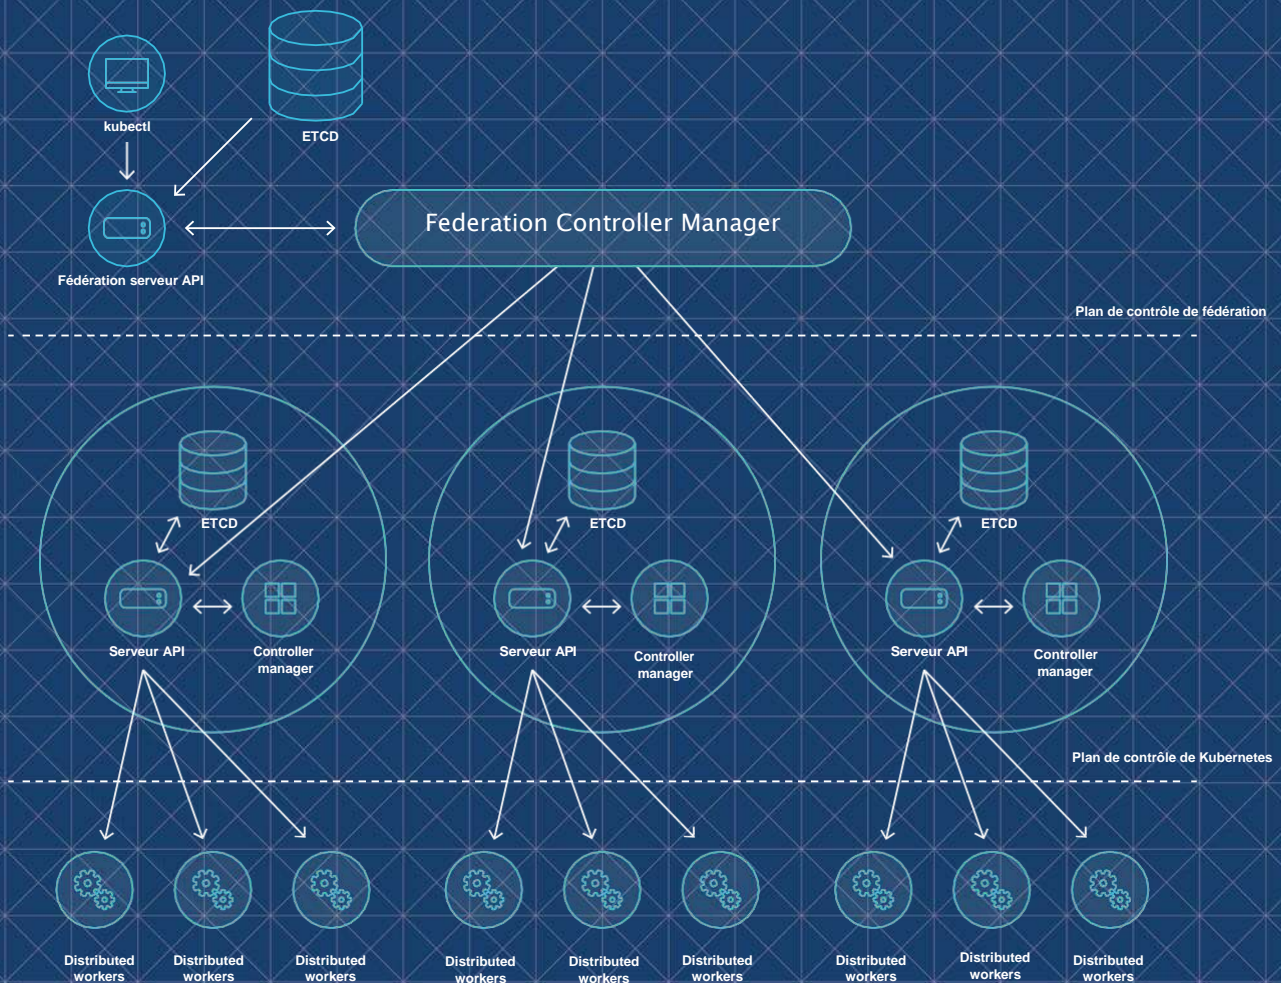 kubectl
ETCD
Federation Controller Manager
Fédération serveur API
Plan de contrôle de fédération
ETCD
ETCD
ETCD
Serveur API
Controller
manager
Serveur API
Controller
manager
Serveur API
Controller
manager
Plan de contrôle de Kubernetes
Distributed
workers
Distributed
workers
Distributed
workers
Distributed
workers
Distributed
workers
Distributed
workers
Distributed
workers
Distributed
workers
Distributed
workers